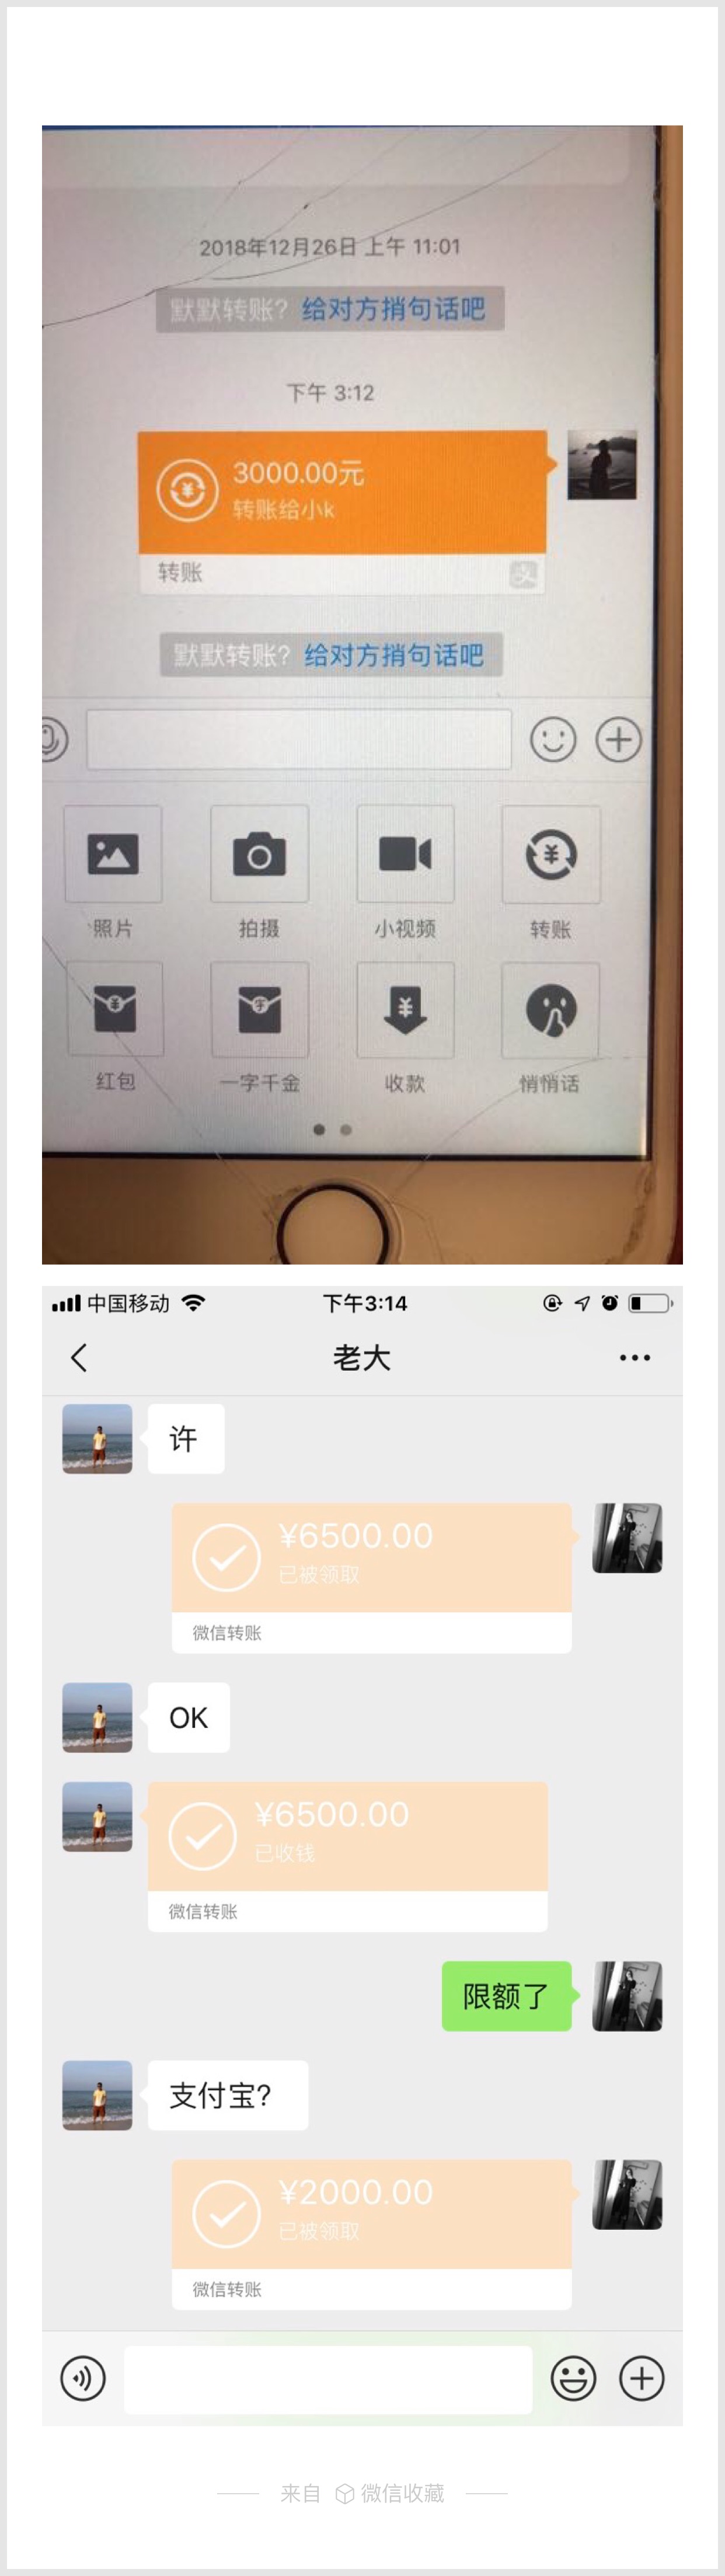 2018年12月26日 上午 11:01
默默转账? 给对方捎句话吧
下午 3:12
3000.00元
转账给小k
转账
支
默默转账? 给对方捎句话吧
照片
拍摄
小视频
转账
红包
一字千金
收款
悄悄话
中国移动
下午3:14
老大
许
¥6500.00
已被领取
微信转账
OK
¥6500.00
已收钱
微信转账
限额了
支付宝?
¥2000.00
已被领取
微信转账
来自 微信收藏